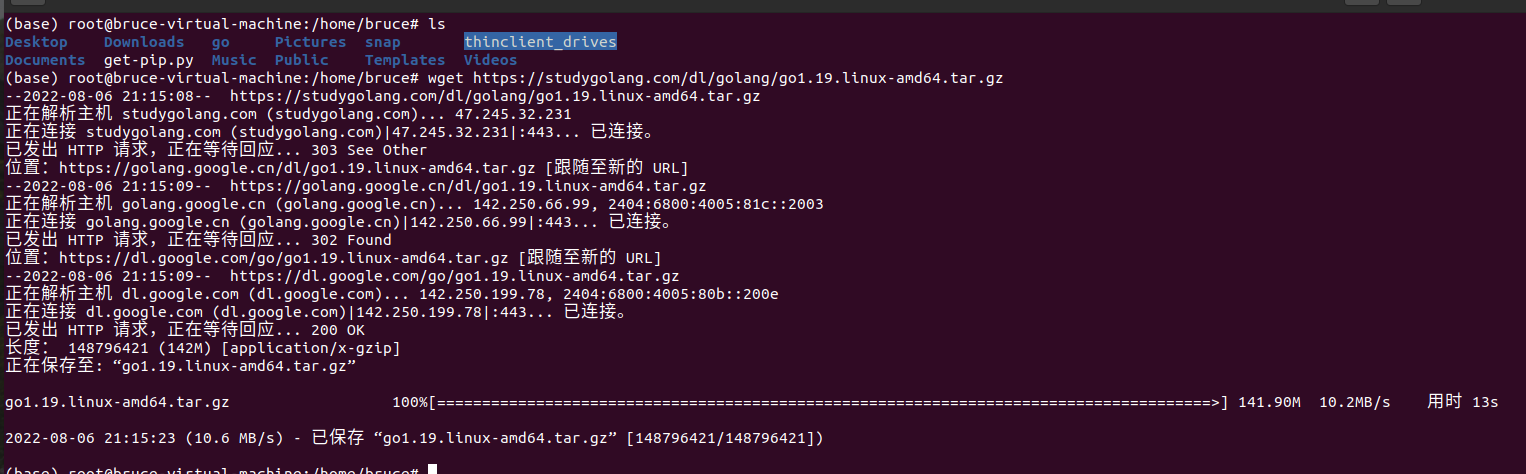 (base) root@bruce-virtual-machine:/home/bruce# ls
Desktop    Downloads   go     Pictures  snap       thinclient_drives
Documents  get-pip.py  Music  Public    Templates  Videos
(base) root@bruce-virtual-machine:/home/bruce# wget https://studygolang.com/dl/golang/go1.19.linux-amd64.tar.gz
--2022-08-06 21:15:08--  https://studygolang.com/dl/golang/go1.19.linux-amd64.tar.gz
正在解析主机 studygolang.com (studygolang.com)... 47.245.32.231
正在连接 studygolang.com (studygolang.com)|47.245.32.231|:443... 已连接。
已发出 HTTP 请求，正在等待回应... 303 See Other
位置：https://golang.google.cn/dl/go1.19.linux-amd64.tar.gz [跟随至新的 URL]
--2022-08-06 21:15:09--  https://golang.google.cn/dl/go1.19.linux-amd64.tar.gz
正在解析主机 golang.google.cn (golang.google.cn)... 142.250.66.99, 2404:6800:4005:81c::2003
正在连接 golang.google.cn (golang.google.cn)|142.250.66.99|:443... 已连接。
已发出 HTTP 请求，正在等待回应... 302 Found
位置：https://dl.google.com/go/go1.19.linux-amd64.tar.gz [跟随至新的 URL]
--2022-08-06 21:15:09--  https://dl.google.com/go/go1.19.linux-amd64.tar.gz
正在解析主机 dl.google.com (dl.google.com)... 142.250.199.78, 2404:6800:4005:80b::200e
正在连接 dl.google.com (dl.google.com)|142.250.199.78|:443... 已连接。
已发出 HTTP 请求，正在等待回应... 200 OK
长度： 148796421 (142M) [application/x-gzip]
正在保存至: “go1.19.linux-amd64.tar.gz”
go1.19.linux-amd64.tar.gz                  100%[======================================================================================>] 141.90M  10.2MB/s    用时 13s
2022-08-06 21:15:23 (10.6 MB/s) - 已保存 “go1.19.linux-amd64.tar.gz” [148796421/148796421])
(base) root@bruce-virtual-machine:/home/bruce#